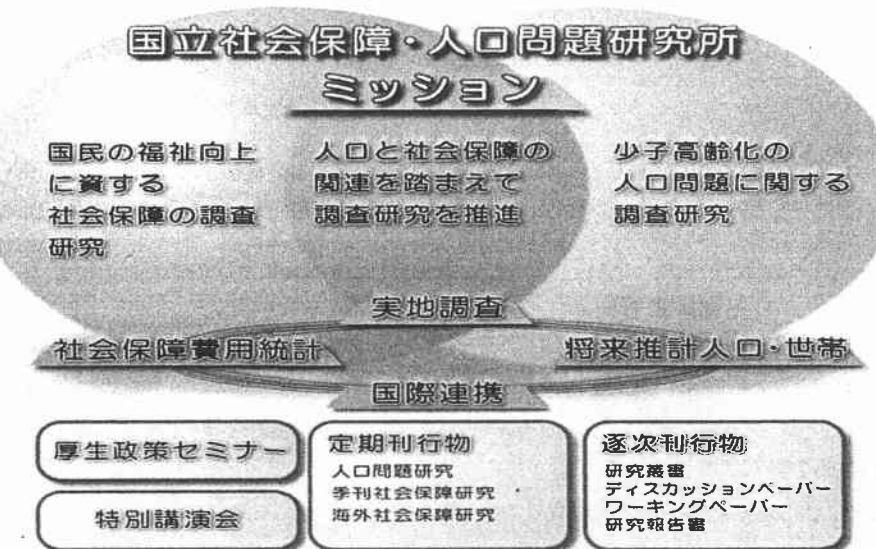 国立社会保障・人口問題研究所
ミッション
国民の福祉向上
に資する
社会保障の調査
研究
人口と社会保障の
関連を踏まえて
調査研究を推進
少子高齢化の
人口問題に関する
調査研究
実地調査
社会保障費用統計
将来推計人口・世帯
国際連携
厚生政策セミナー
特別講演会
定期刊行物
人口問題研究
季刊社会保障研究
海外社会保障研究
逐次刊行物
研究叢書
ディスカッションペーパー
ワーキングペーパー
研究報告書